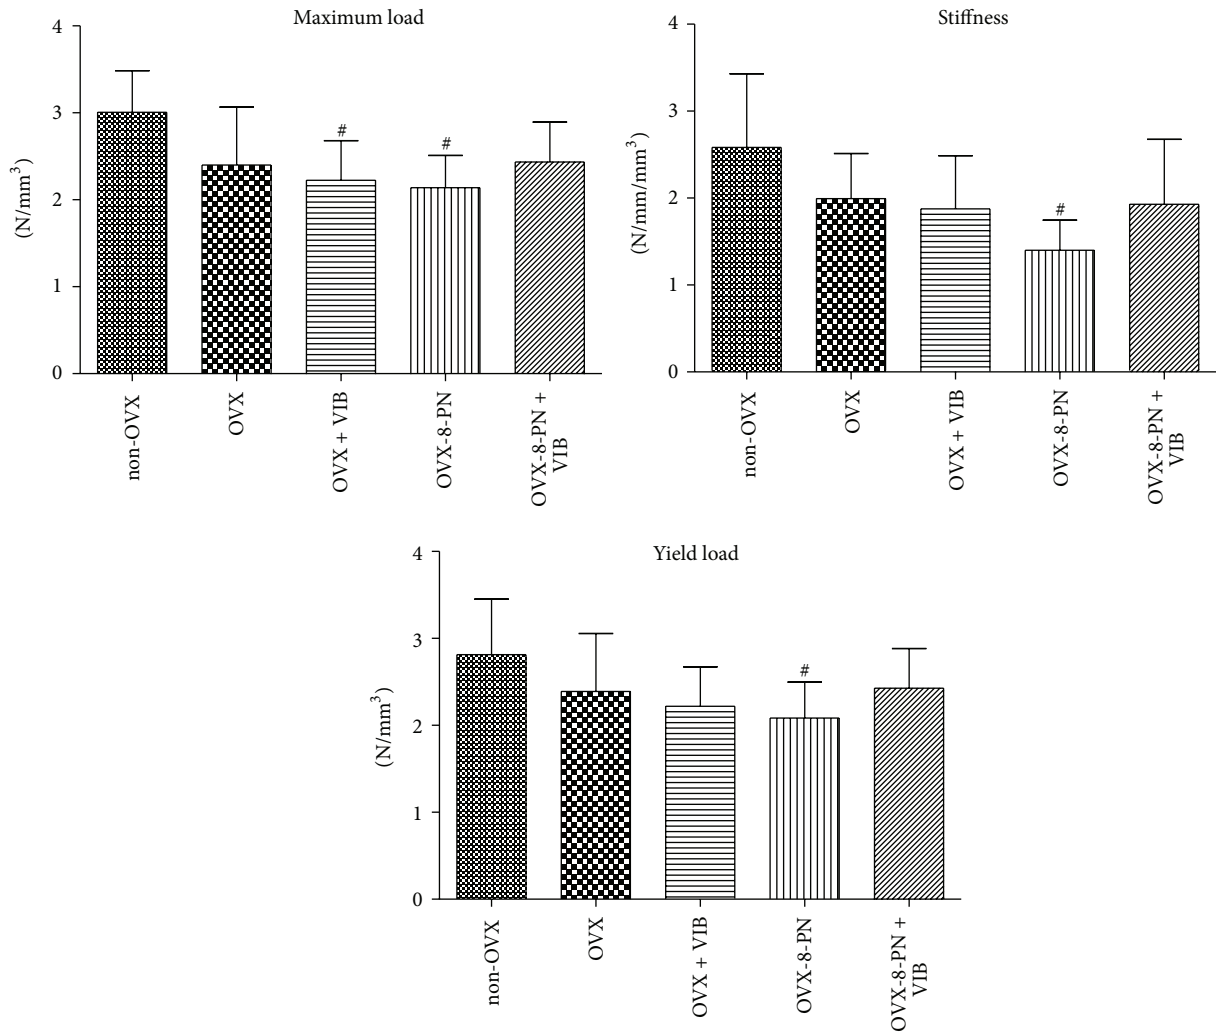 Maximum load
4
3
2
1
0
(N/mm³)
#
#
non-OVX
OVX
OVX + VIB
OVX-8-PN
OVX-8-PN +
VIB
Stiffness
4
3
2
1
0
(N/mm/mm³)
#
non-OVX
OVX
OVX + VIB
OVX-8-PN
OVX-8-PN +
VIB
Yield load
4
3
2
1
0
(N/mm³)
#
non-OVX
OVX
OVX + VIB
OVX-8-PN
OVX-8-PN +
VIB